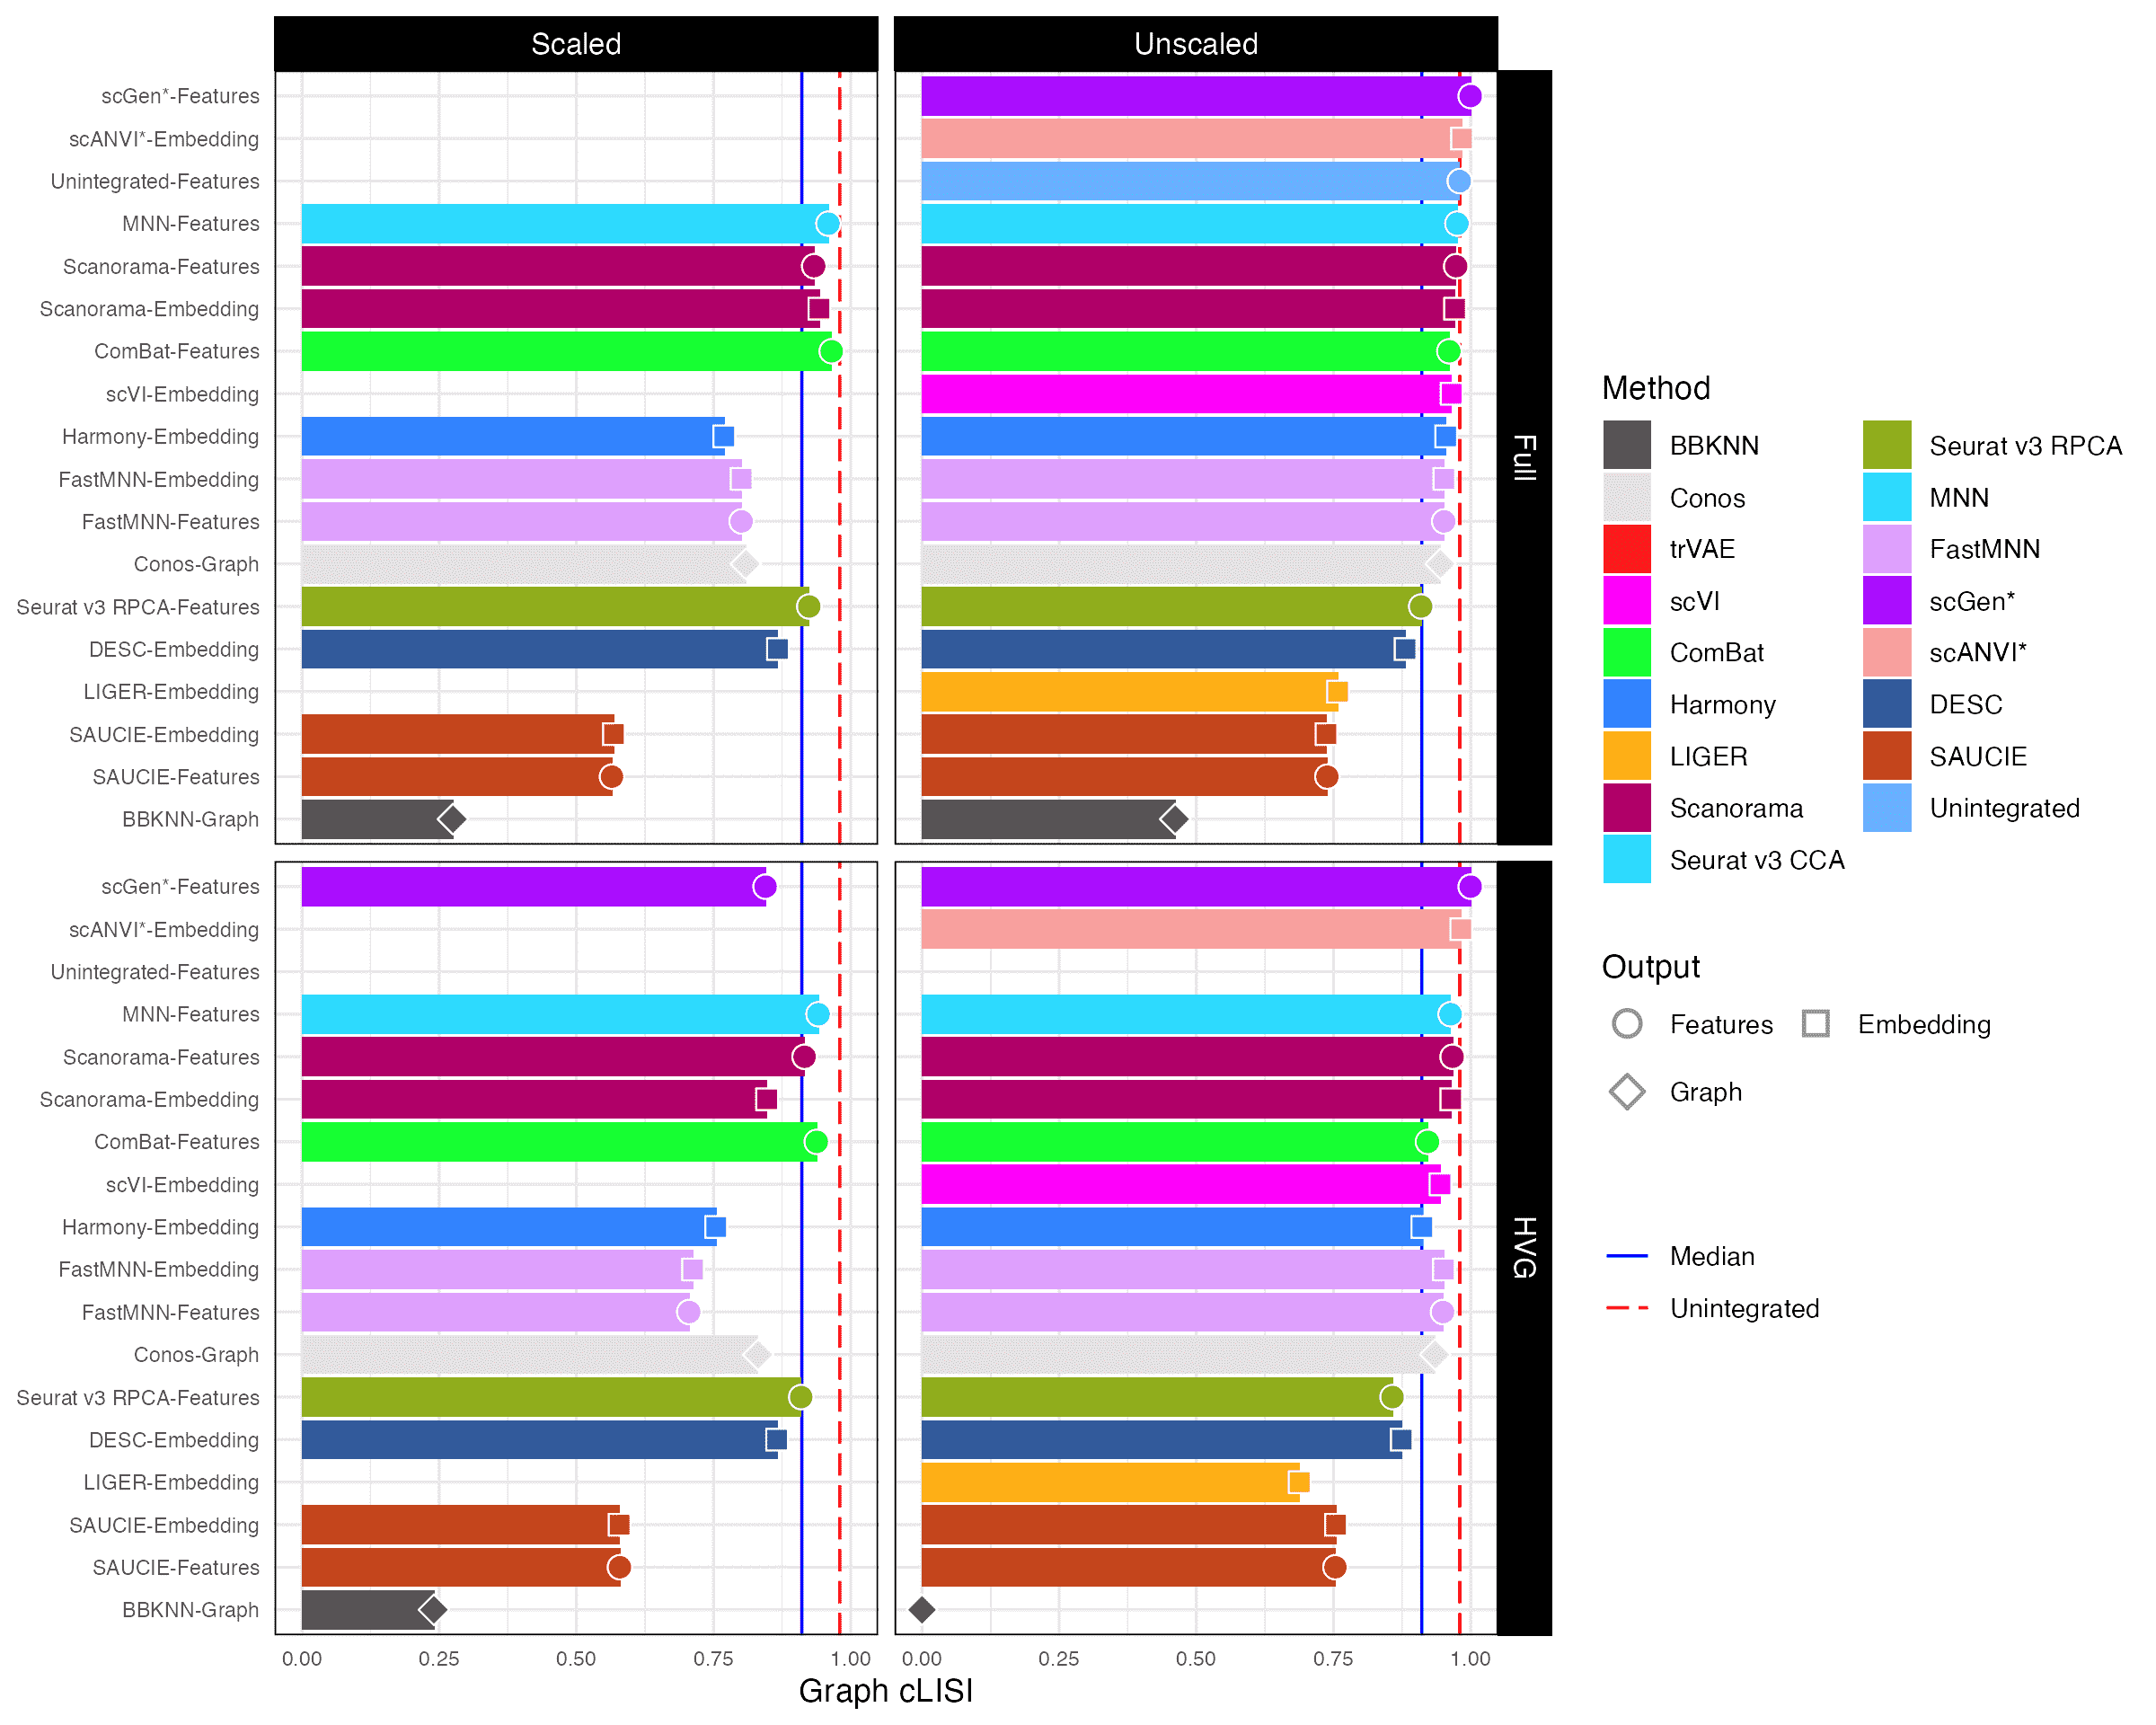 Scaled
Unscaled
scGen*-Features
scANVI*-Embedding
Unintegrated-Features
MNN-Features
Scanorama-Features
Scanorama-Embedding
ComBat-Features
scVI-Embedding
Harmony-Embedding
FastMNN-Embedding
FastMNN-Features
Conos-Graph
Seurat v3 RPCA-Features
DESC-Embedding
LIGER-Embedding
SAUCIE-Embedding
SAUCIE-Features
BBKNN-Graph
Full
scGen*-Features
scANVI*-Embedding
Unintegrated-Features
MNN-Features
Scanorama-Features
Scanorama-Embedding
ComBat-Features
scVI-Embedding
Harmony-Embedding
FastMNN-Embedding
FastMNN-Features
Conos-Graph
Seurat v3 RPCA-Features
DESC-Embedding
LIGER-Embedding
SAUCIE-Embedding
SAUCIE-Features
BBKNN-Graph
HVG
0.00 0.25 0.50 0.75 1.00 0.00 0.25 0.50 0.75 1.00
Graph cLISI
Method
BBKNN
Conos
trVAE
scVI
ComBat
Harmony
LIGER
Scanorama
Seurat v3 CCA
Seurat v3 RPCA
MNN
FastMNN
scGen*
scANVI*
DESC
SAUCIE
Unintegrated
Output
Features
Embedding
Graph
Median
Unintegrated